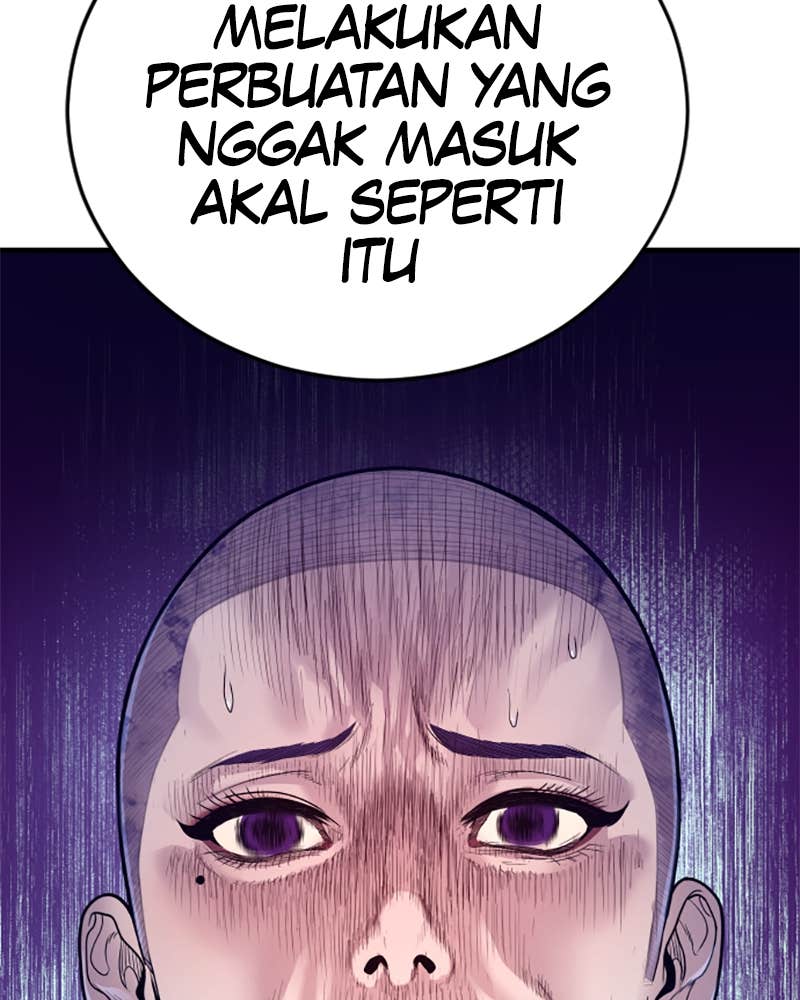 MELAKUKAN
PERBUATAN YANG
NGGAK MASUK
AKAL SEPERTI
ITU